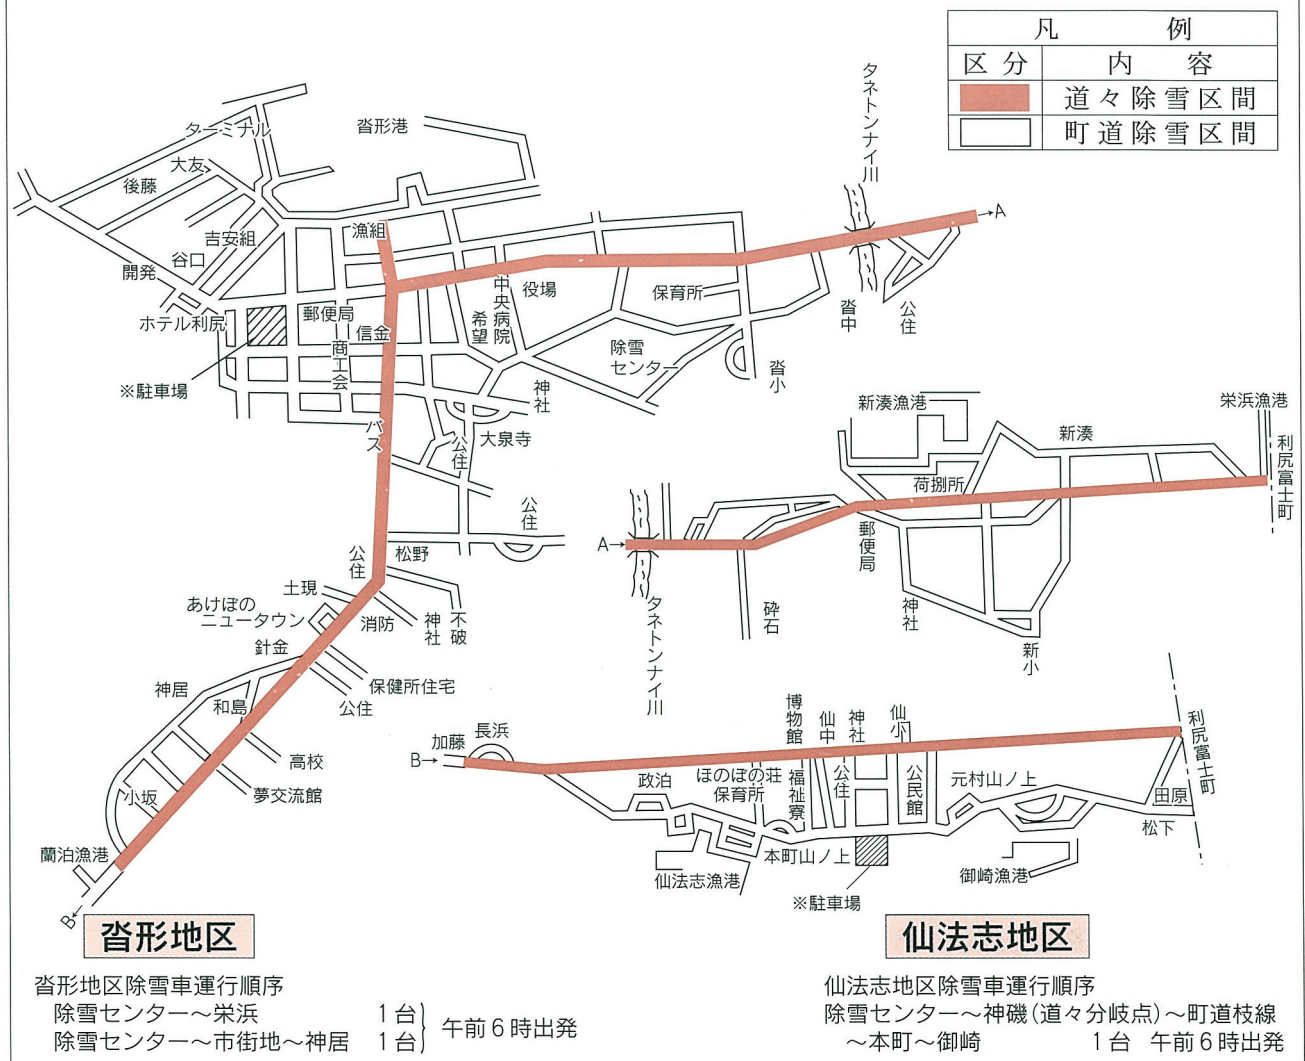 凡　例
区分　内　容
道々除雪区間
町道除雪区間
タネトンナイ川
ターミナル
沓形港
大友
後藤
漁組
→A
吉安組
谷口
開発
役場
中央病院
保育所
希望
ホテル利尻
郵便局
信金
商工会
沓中
公住
除雪
センター
沓小
※駐車場
神社
バス
公住
大泉寺
公住
公住
松野
土現
あけぼの
ニュータウン
消防
神社
不破
針金
保健所住宅
神居
和島
公住
高校
夢交流館
小坂
蘭泊漁港
B←
新湊漁港
栄浜漁港
新湊
利尻富士町
荷捌所
A→
郵便局
砕石
神社
新小
タネトンナイ川
博物館
仙中
神社
仙小
利尻富士町
加藤
長浜
B→
政泊
ほのぼの荘
保育所
福祉寮
公住
公民館
元村山ノ上
田原
松下
本町山ノ上
仙法志漁港
御崎漁港
※駐車場
沓形地区
沓形地区除雪車運行順序
除雪センター～栄浜　1台
除雪センター～市街地～神居　1台
午前6時出発
仙法志地区
仙法志地区除雪車運行順序
除雪センター～神磯(道々分岐点)～町道枝線
～本町～御崎　1台　午前6時出発